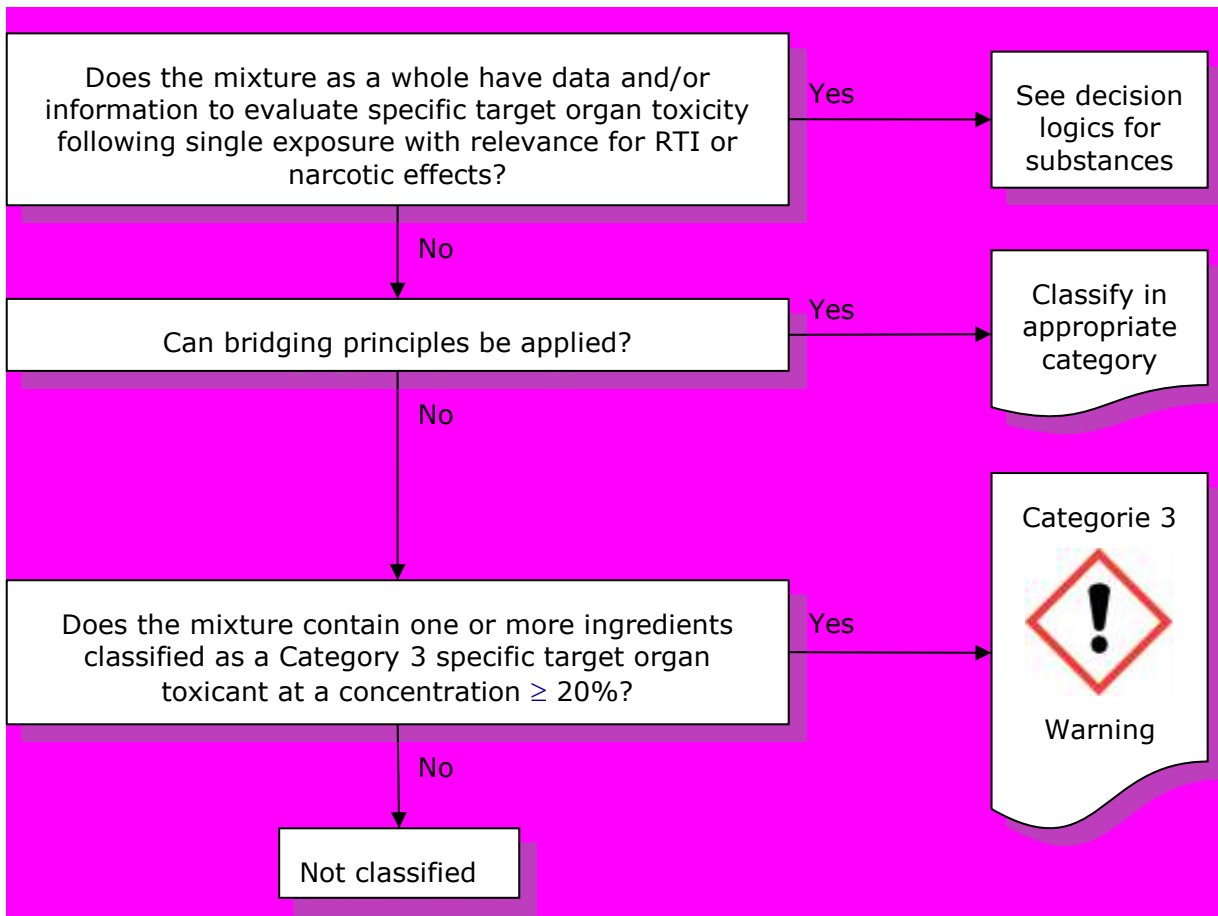 Does the mixture as a whole have data and/or
information to evaluate specific target organ toxicity
following single exposure with relevance for RTI or
narcotic effects?
Yes
See decision
logics for
substances
No
Can bridging principles be applied?
Yes
Classify in
appropriate
category
No
Does the mixture contain one or more ingredients
classified as a Category 3 specific target organ
toxicant at a concentration ≥ 20%?
Yes
Categorie 3
!
Warning
No
Not classified